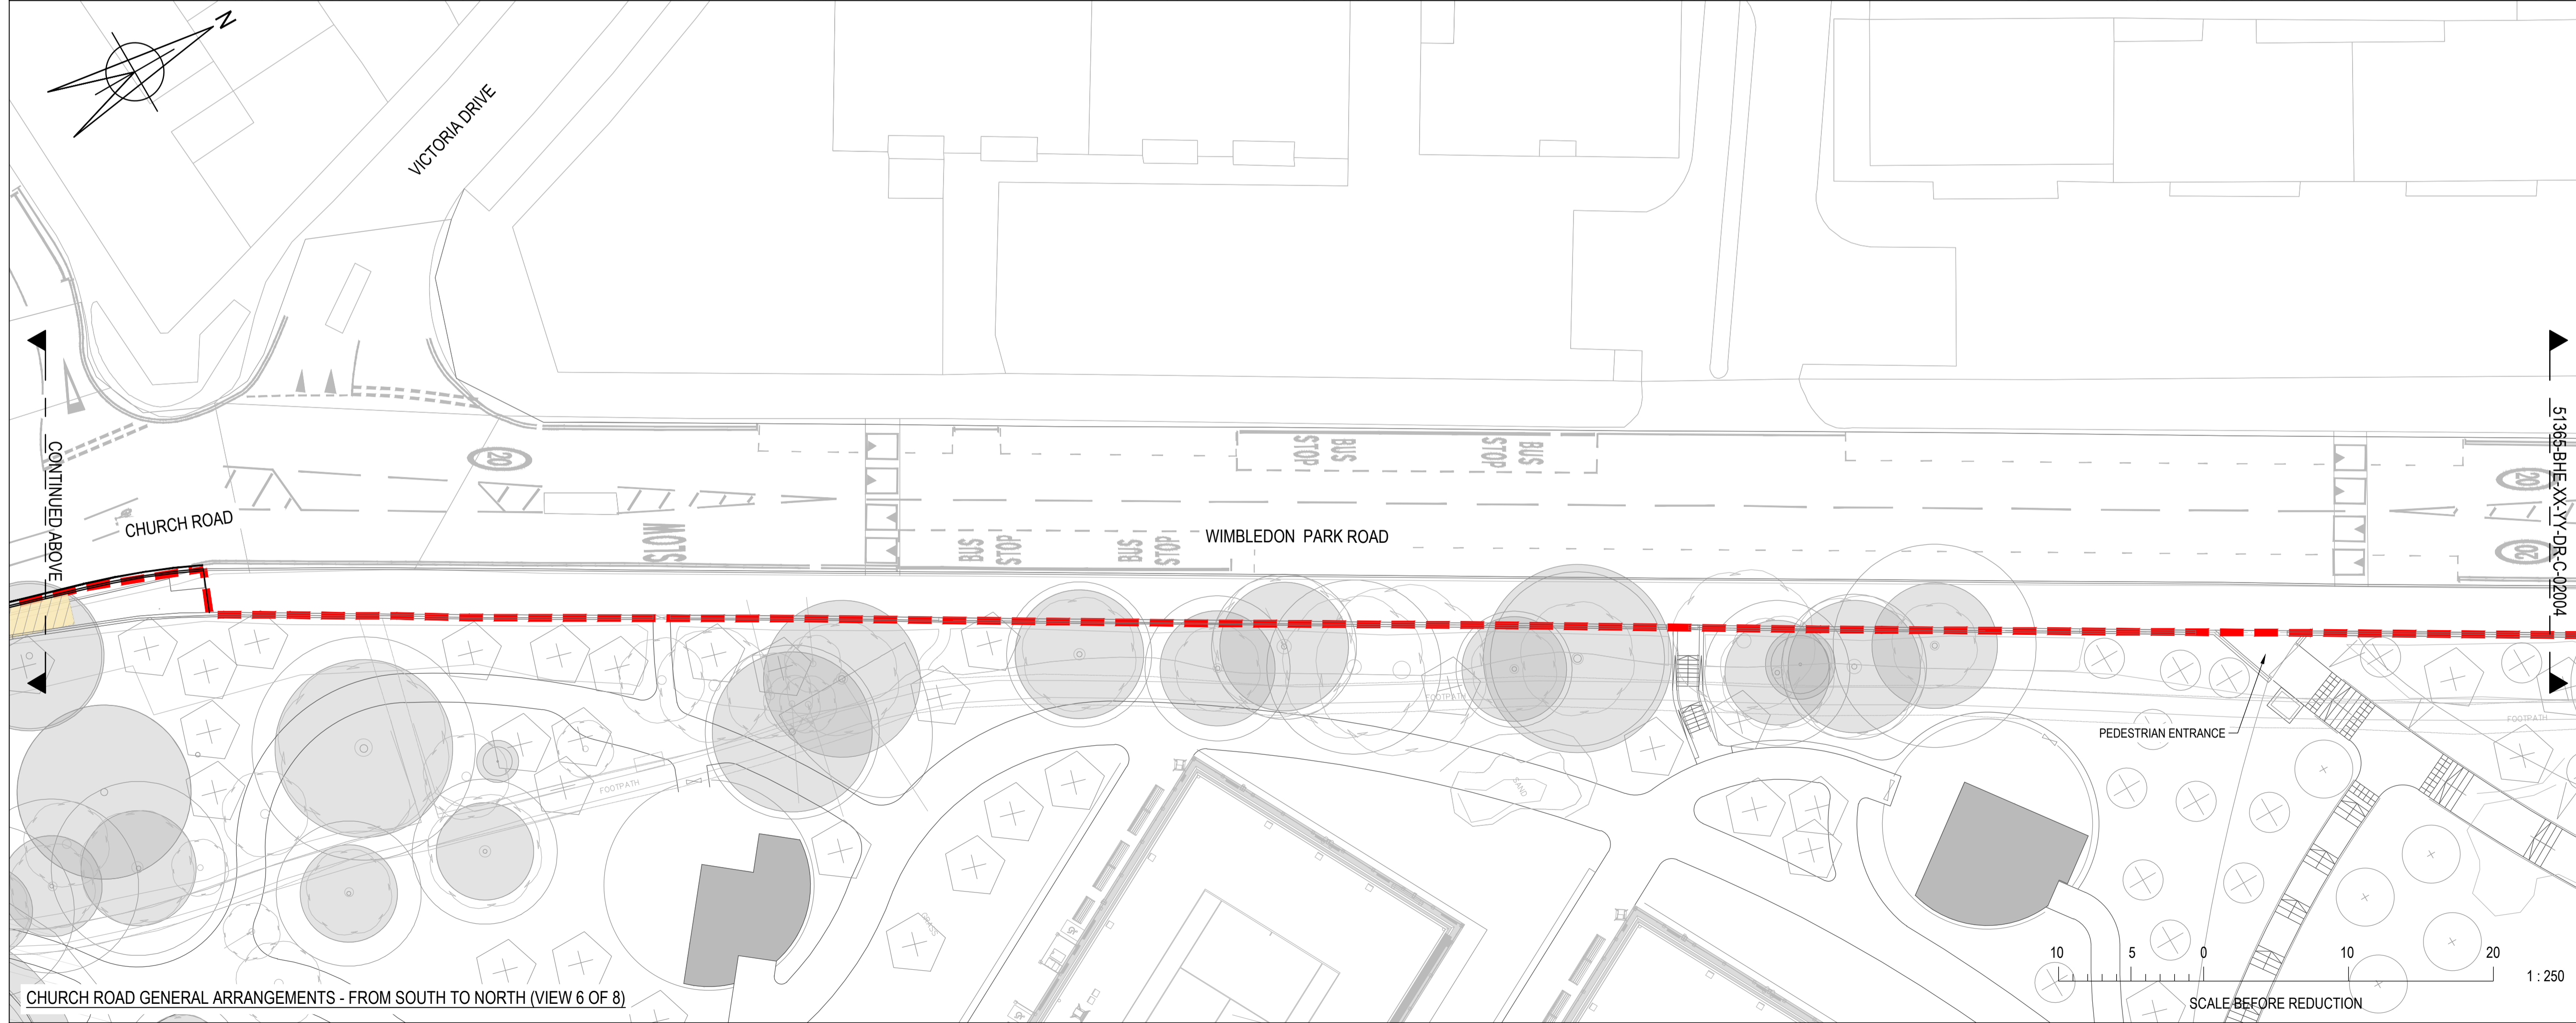 N
VICTORIA DRIVE
CONTINUED ABOVE
CHURCH ROAD
20
SLOW
BUS
STOP
BUS
STOP
BUS
STOP
BUS
STOP
WIMBLEDON PARK ROAD
20
20
51365-BHE-XX-YY-DR-C-02004
FOOTPATH
FOOTPATH
FOOTPATH
SAND
GRASS
PEDESTRIAN ENTRANCE
10 5 0 10 20
1 : 250
SCALE BEFORE REDUCTION
CHURCH ROAD GENERAL ARRANGEMENTS - FROM SOUTH TO NORTH (VIEW 6 OF 8)